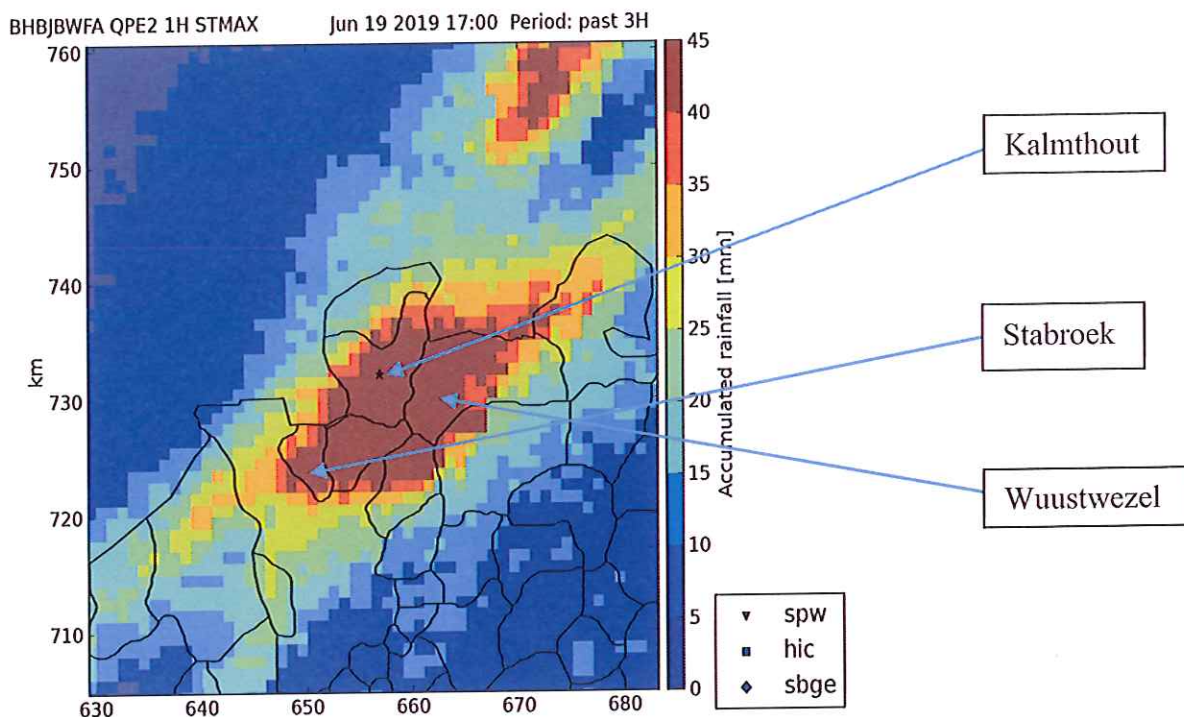 BHBJBWFA QPE2 1H STMAX
Jun 19 2019 17:00 Period: past 3H
760
750
740
730
720
710
km
630
640
650
660
670
680
45
40
35
30
25
20
15
10
5
0
Accumulated rainfall [mm]
Kalmthout
Stabroek
Wuustwezel
spw
hic
sbge